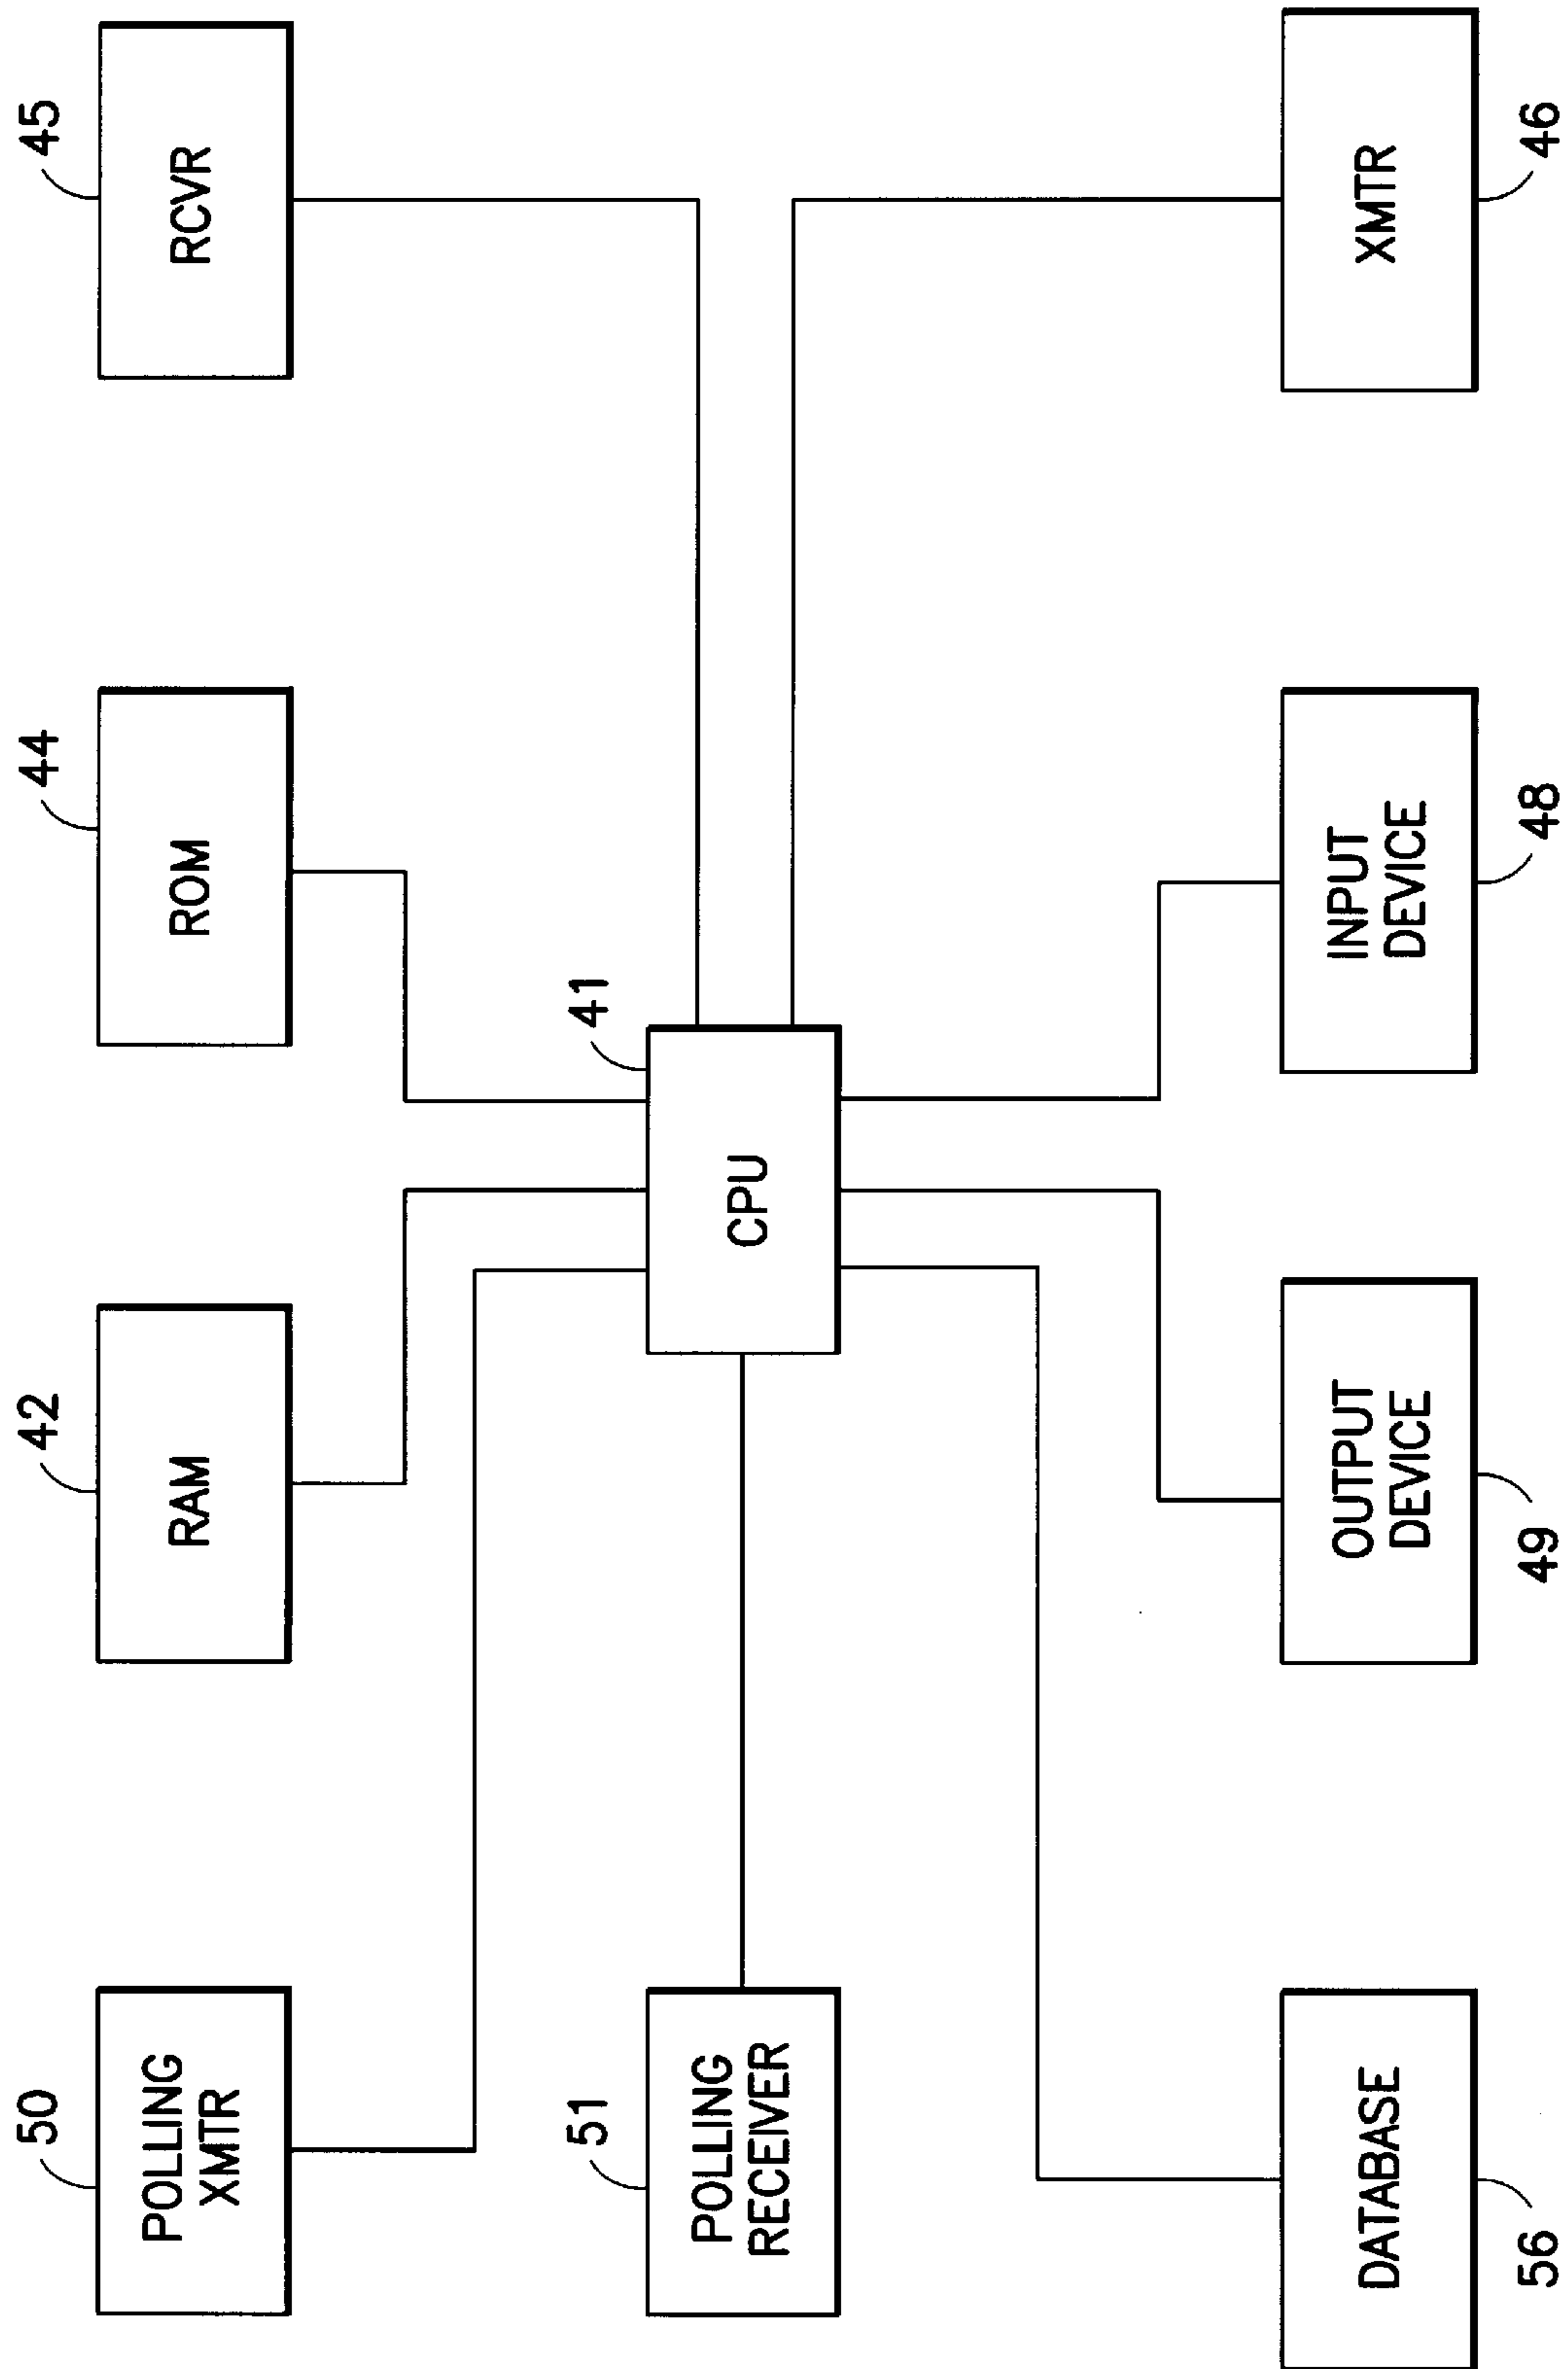 50
POLLING
XMTR
42
RAM
44
ROM
45
RCVR
51
POLLING
RECEIVER
41
CPU
DATABASE
56
OUTPUT
DEVICE
49
INPUT
DEVICE
48
XMTR
46